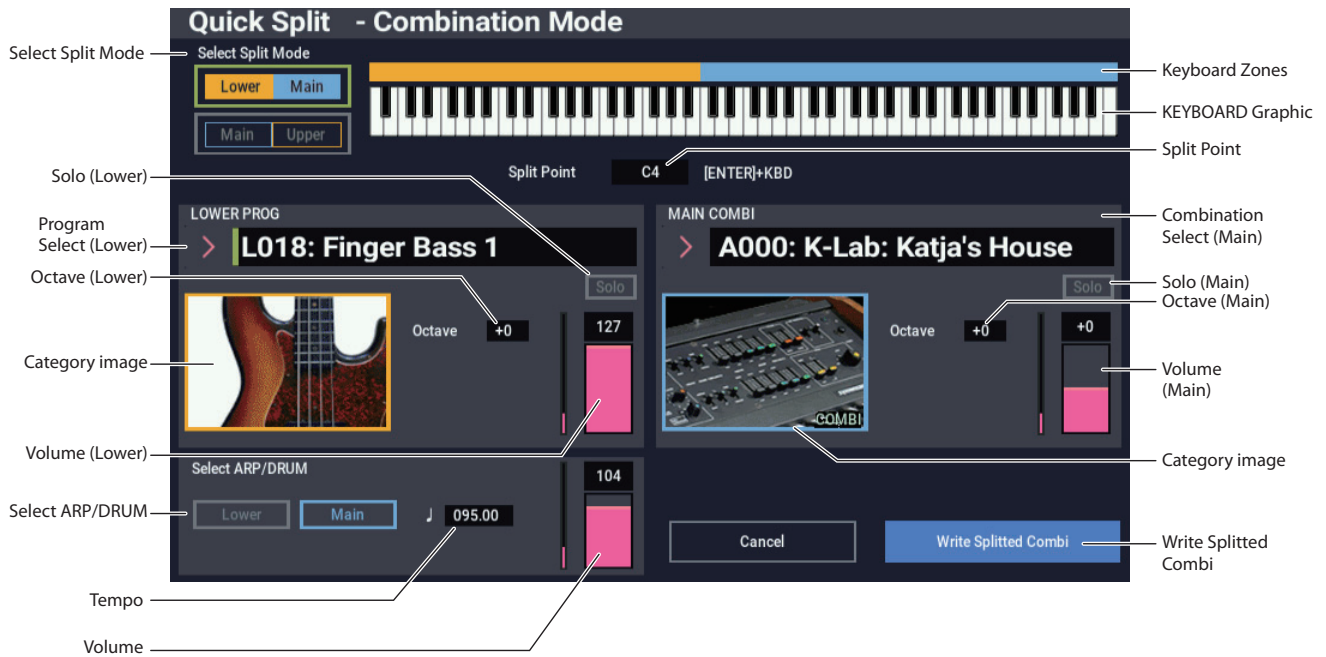 Quick Split - Combination Mode
Select Split Mode
Select Split Mode
Lower Main
Main Upper
Keyboard Zones
KEYBOARD Graphic
Split Point
Split Point C4 [ENTER]+KBD
Solo (Lower)
LOWER PROG
MAIN COMBI
Combination
Select (Main)
Program
Select (Lower)
L018: Finger Bass 1
A000: K-Lab: Katja's House
Octave (Lower)
Solo
Solo
Solo (Main)
Octave (Main)
Octave +0
127
Octave +0
+0
Category image
COMBI
Volume
(Main)
Volume (Lower)
Category image
Select ARP/DRUM
104
Select ARP/DRUM
Lower Main
♩ 095.00
Cancel
Write Splitted Combi
Write Splitted
Combi
Tempo
Volume